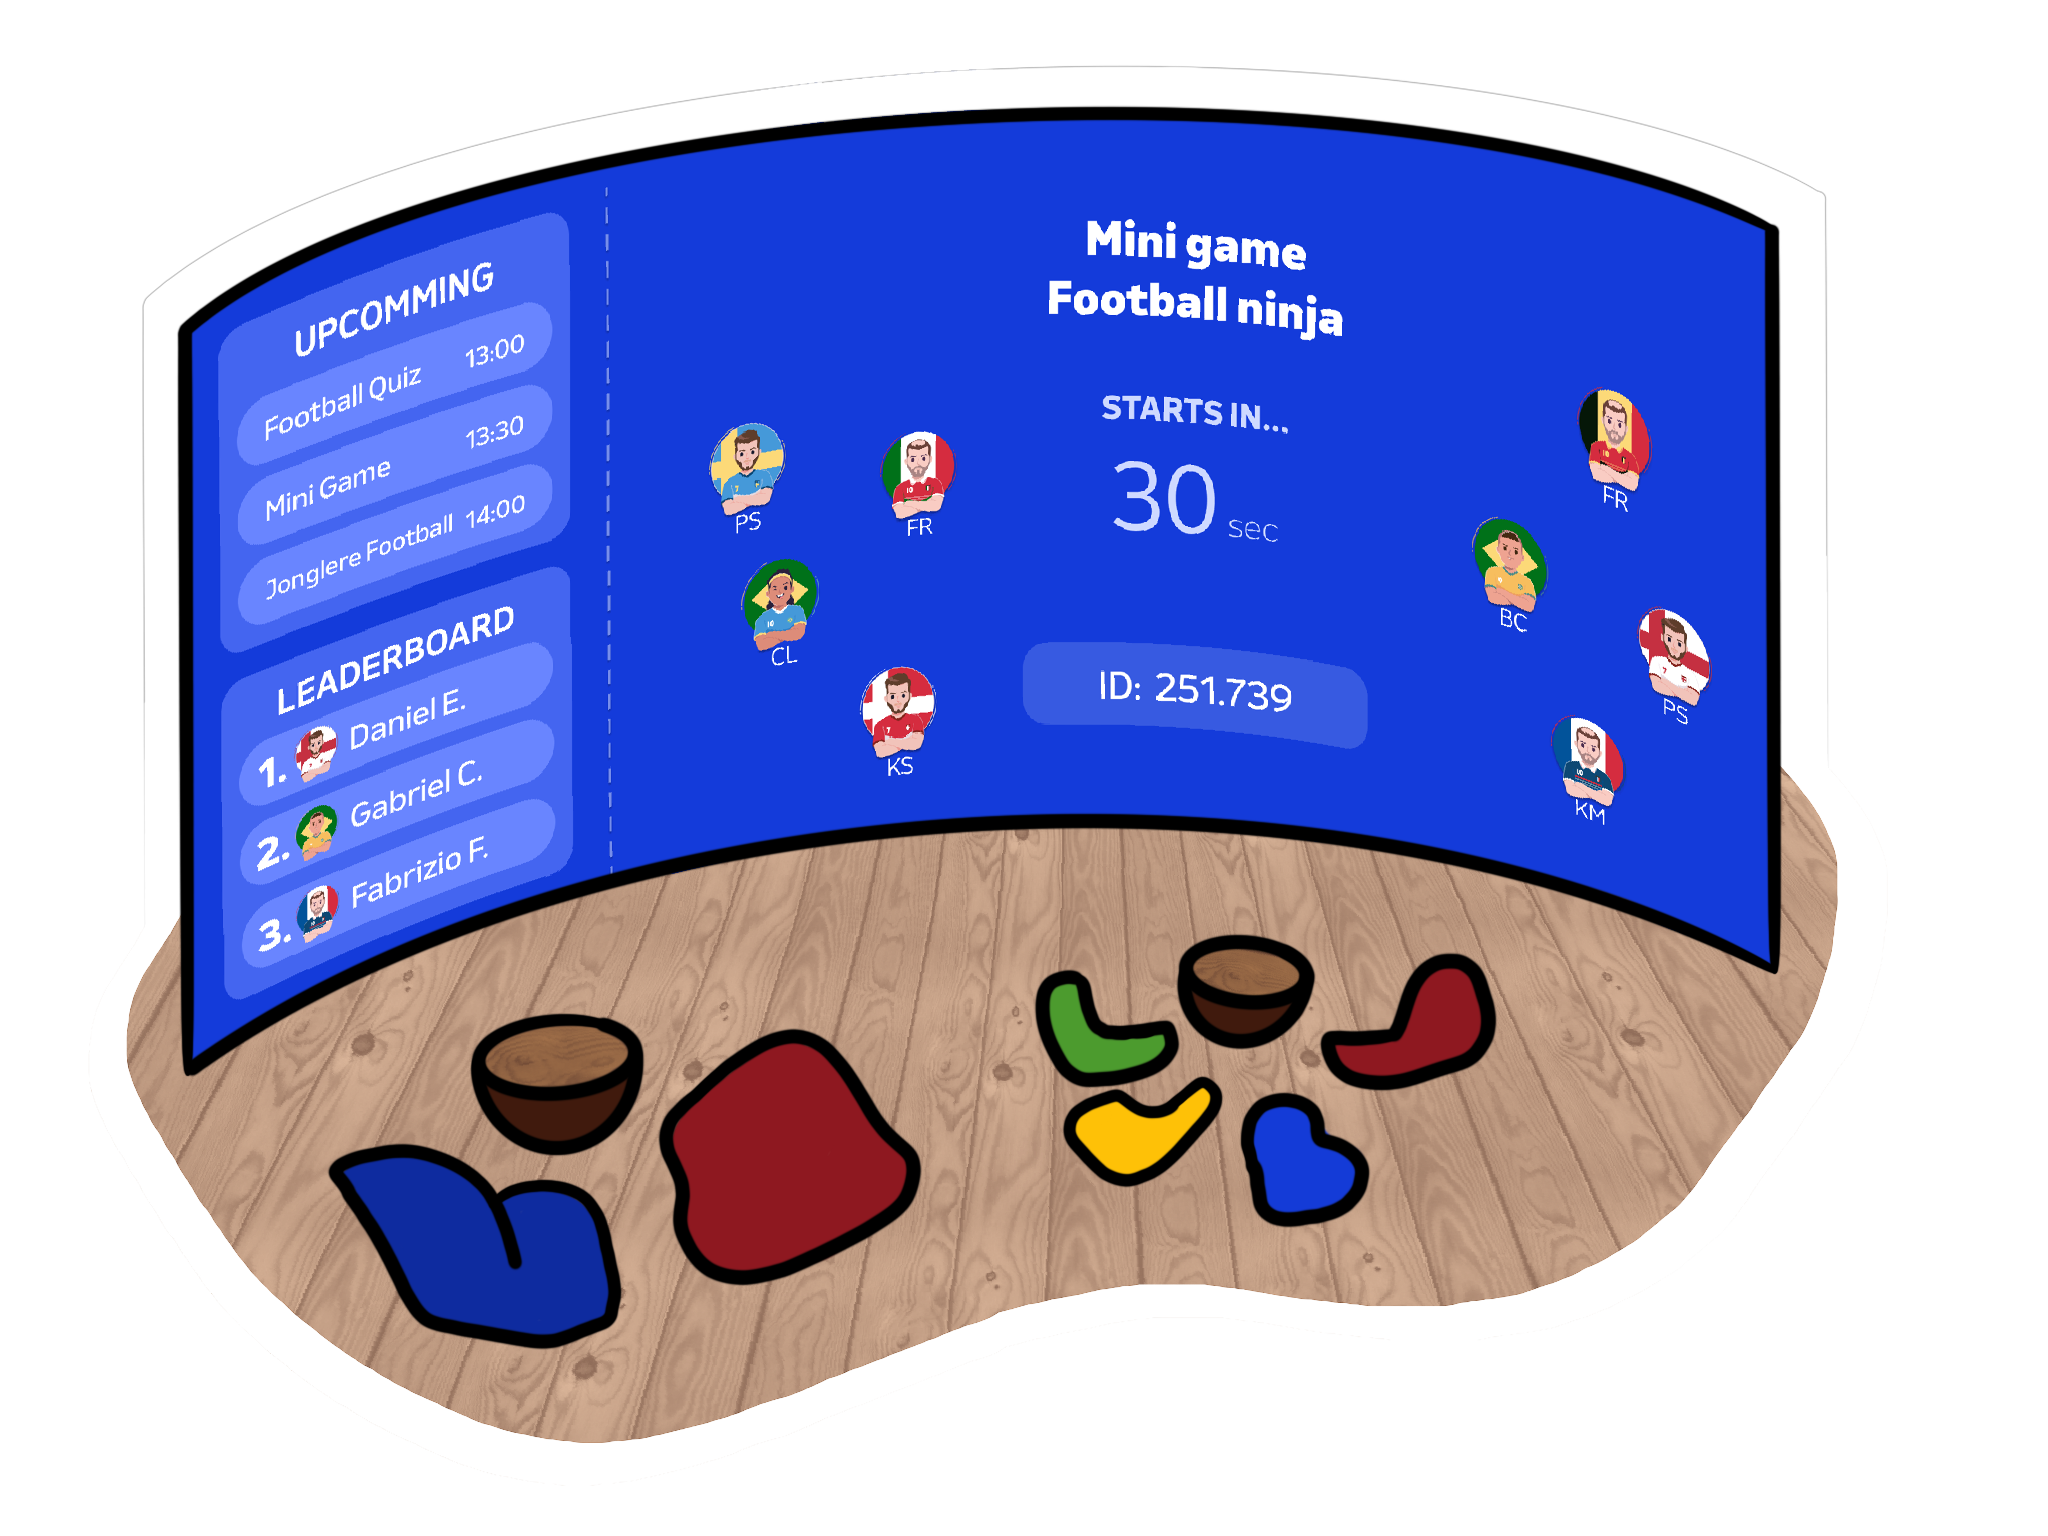 UPCOMMING
Football Quiz 13:00
Mini Game 13:30
Jonglere Football 14:00
LEADERBOARD
1. Daniel E.
2. Gabriel C.
3. Fabrizio F.
Mini game
Football ninja
STARTS IN...
30 sec
ID: 251.739
PS
FR
CL
KS
FR
BC
PS
KM